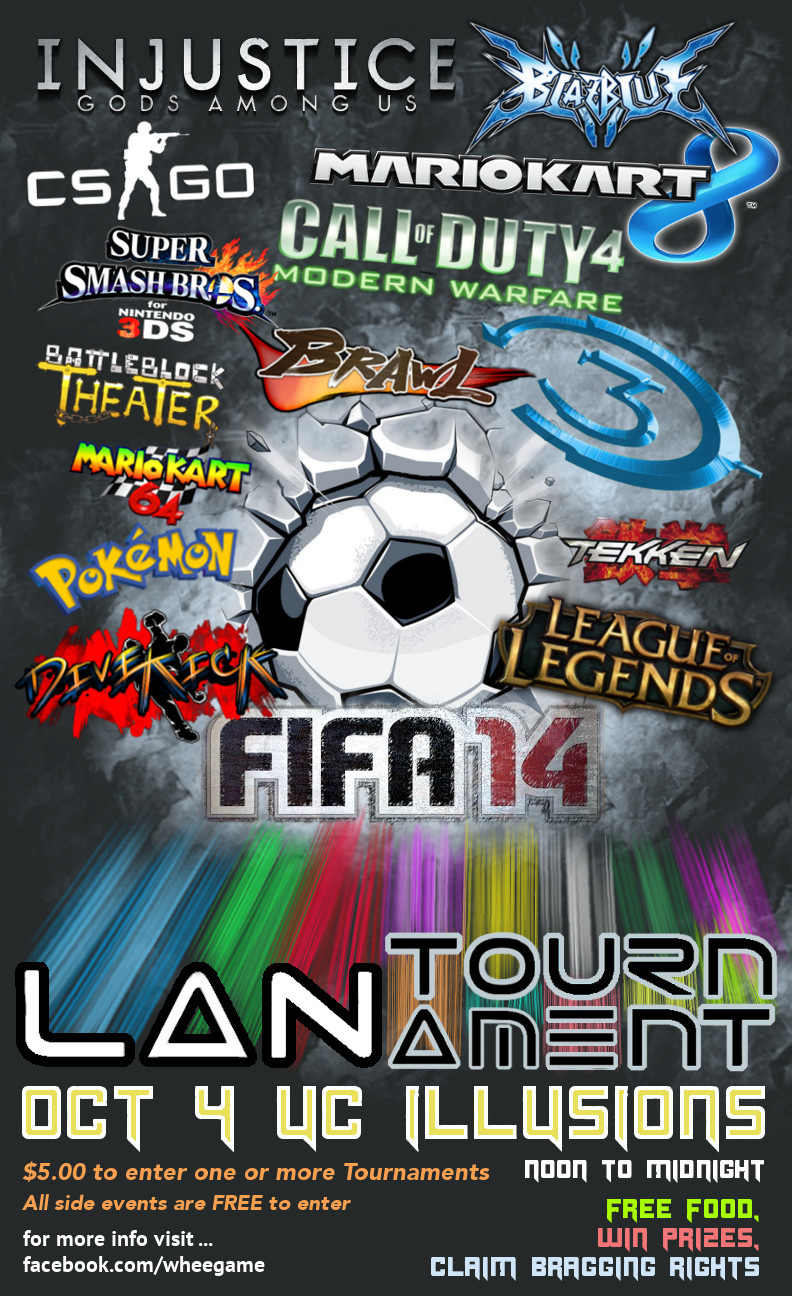 INJUSTICE
GODS AMONG US
BLAZBLUE
CS GO
MARIOKART 8 TM
CALL OF DUTY 4
MODERN WARFARE
SUPER
SMASH BROS. TM
for
NINTENDO
3DS
BRAWL
3
BATTLEBLOCK
THEATER
MARIO KART
64
POKéMON
TEKKEN
DIVEKICK
LEAGUE OF
LEGENDS
FIFA 14
LAN
TOURN
AMENT
OCT 4 UC ILLUSIONS
$5.00 to enter one or more Tournaments
NOON TO MIDNIGHT
All side events are FREE to enter
FREE FOOD,
WIN PRIZES,
CLAIM BRAGGING RIGHTS
for more info visit ...
facebook.com/wheegame